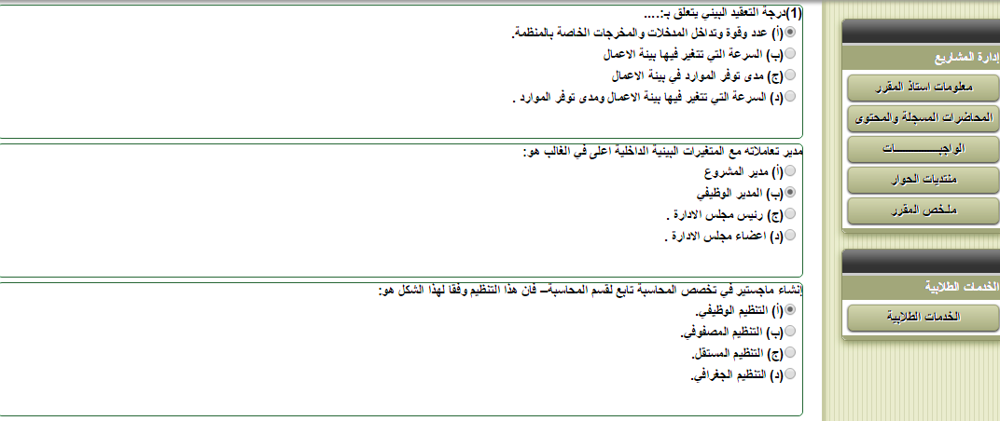 (1)درجة التعقيد البيئي يتعلق بـ:....
(أ) عدد وقوة وتداخل المدخلات والمخرجات الخاصة بالمنظمة.
(ب) السرعة التي تتغير فيها بيئة الاعمال
(ج) مدى توفر الموارد في بيئة الاعمال
(د) السرعة التي تتغير فيها بيئة الاعمال ومدى توفر الموارد .
مدير تعاملاته مع المتغيرات البيئية الداخلية اعلى في الغالب هو:
(أ) مدير المشروع
(ب) المدير الوظيفي
(ج) رئيس مجلس الادارة .
(د) اعضاء مجلس الادارة .
إنشاء ماجستير في تخصص المحاسبة تابع لقسم المحاسبة– فان هذا التنظيم وفقا لهذا الشكل هو:
(أ) التنظيم الوظيفي.
(ب) التنظيم المصفوفي.
(ج) التنظيم المستقل.
(د) التنظيم الجغرافي.
إدارة المشاريع
معلومات استاذ المقرر
المحاضرات المسجلة والمحتوى
الواجبـــــــــــات
منتديات الحوار
ملخص المقرر
الخدمات الطلابية
الخدمات الطلابية